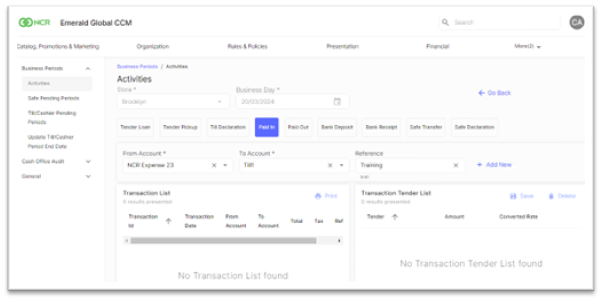 NCR Emerald Global CCM Search CA
Catalog, Promotions & Marketing Organization Rules & Policies Presentation Financial More(2)
Business Periods
Activities
Safe Pending Periods
Till/Cashier Pending
Periods
Update Till/Cashier
Period End Date
Cash Office Audit
General
Business Periods / Activities
Activities
Store * Business Day *
Brooklyn 20/03/2024 Go Back
Tender Loan Tender Pickup Till Declaration Paid In Paid Out Bank Deposit Bank Receipt Safe Transfer Safe Declaration
From Account * To Account * Reference
NCR Expense 23 Till1 Training + Add New
Transaction List Print
0 results presented
Transaction Transaction From To Total Tax Ref
Id Date Account Account
No Transaction List found
Transaction Tender List Save Delete
0 results presented
Tender Amount Converted Rate
No Transaction Tender List found